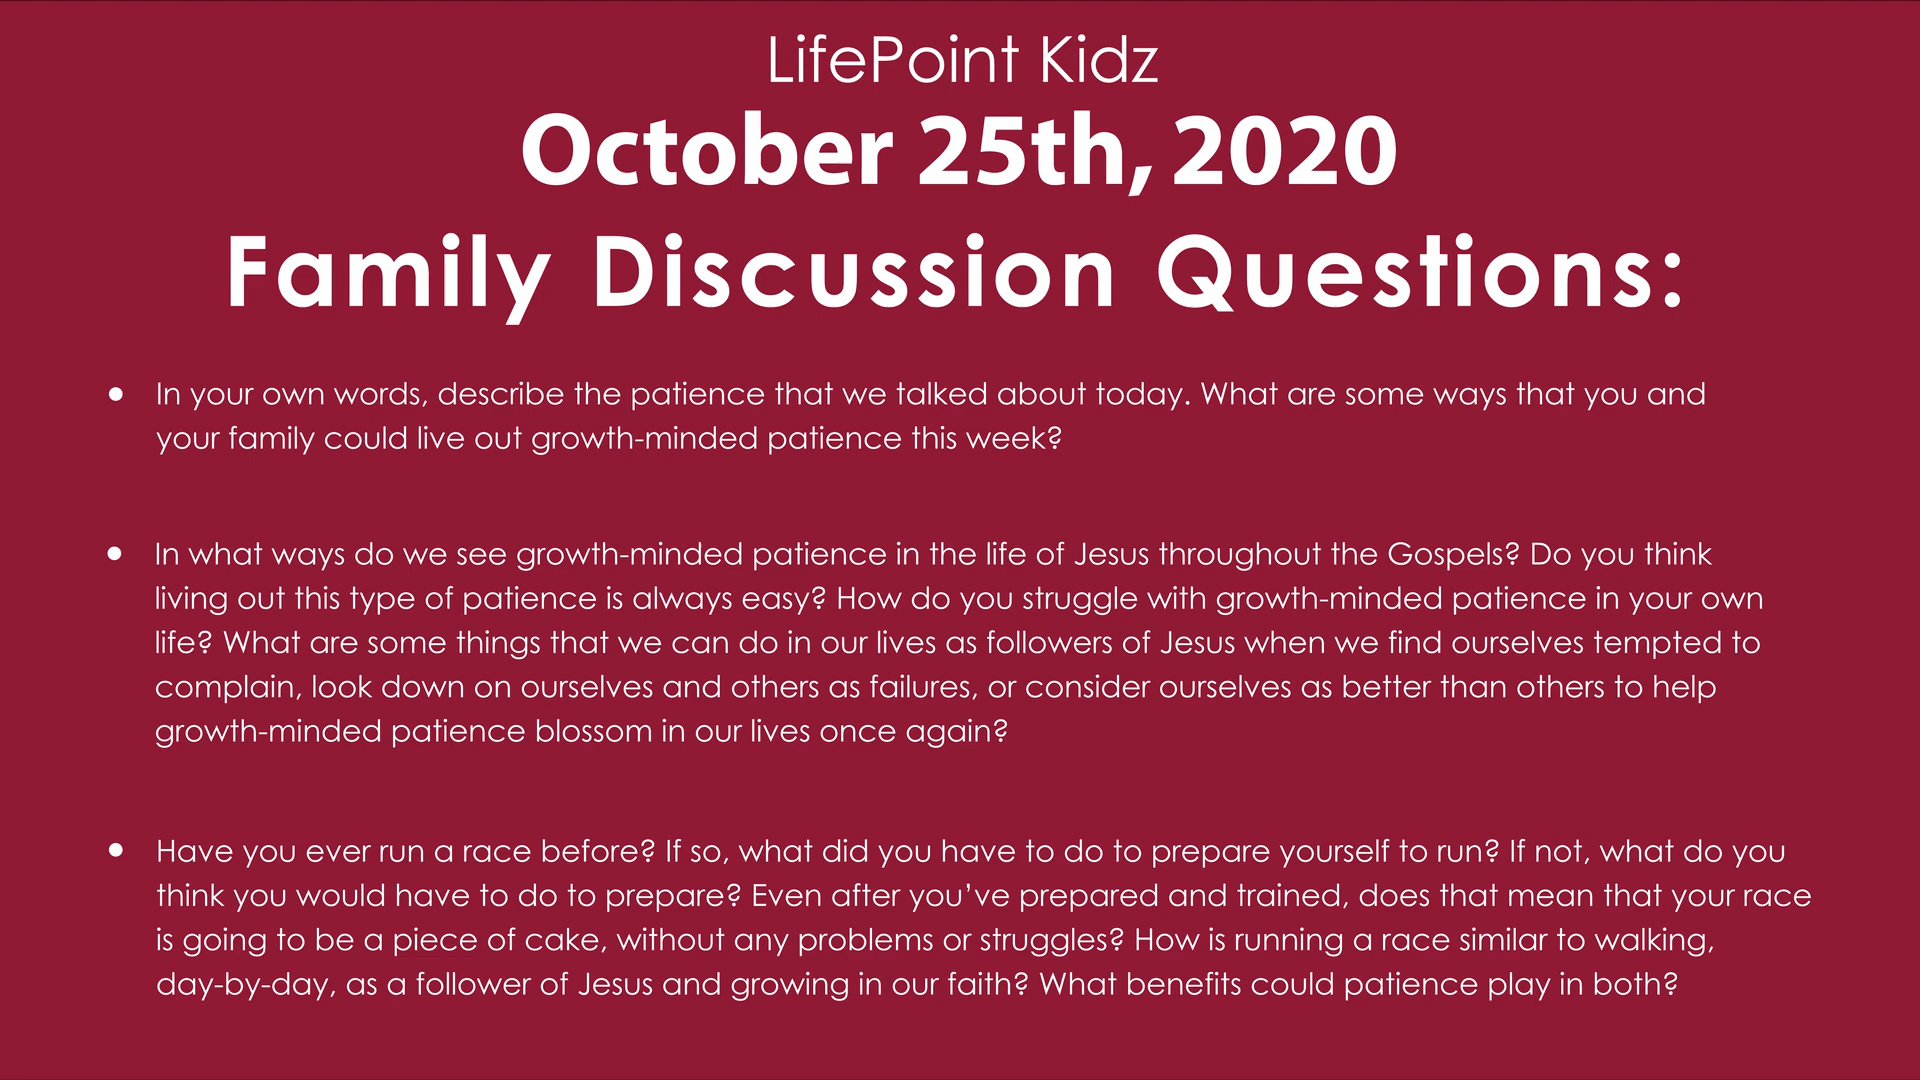 LifePoint Kidz
October 25th, 2020
Family Discussion Questions:
• In your own words, describe the patience that we talked about today. What are some ways that you and
your family could live out growth-minded patience this week?
• In what ways do we see growth-minded patience in the life of Jesus throughout the Gospels? Do you think
living out this type of patience is always easy? How do you struggle with growth-minded patience in your own
life? What are some things that we can do in our lives as followers of Jesus when we find ourselves tempted to
complain, look down on ourselves and others as failures, or consider ourselves as better than others to help
growth-minded patience blossom in our lives once again?
• Have you ever run a race before? If so, what did you have to do to prepare yourself to run? If not, what do you
think you would have to do to prepare? Even after you’ve prepared and trained, does that mean that your race
is going to be a piece of cake, without any problems or struggles? How is running a race similar to walking,
day-by-day, as a follower of Jesus and growing in our faith? What benefits could patience play in both?